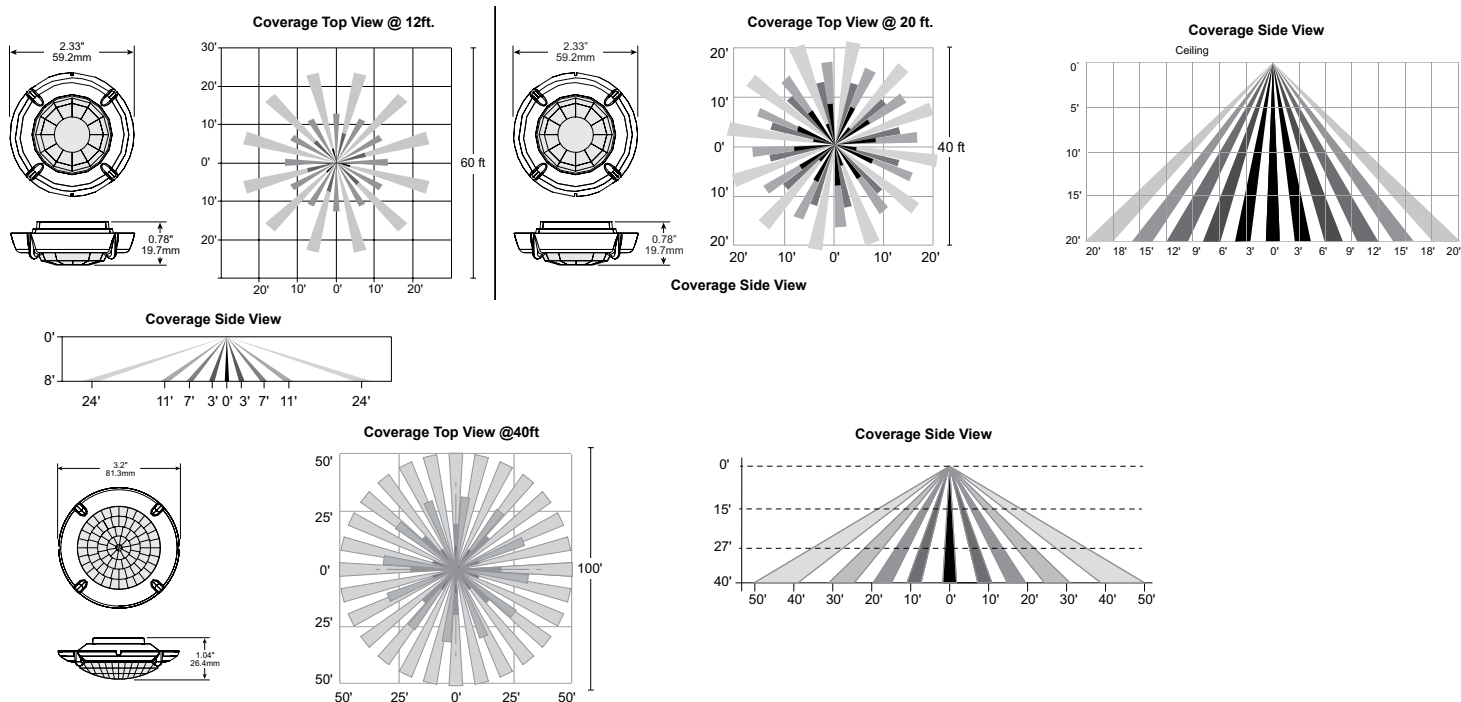 Coverage Top View @ 12ft.
2.33"
59.2mm
30'
20'
10'
0'
10'
20'
60 ft
20' 10' 0' 10' 20'
0.78"
19.7mm
Coverage Top View @ 20 ft.
2.33"
59.2mm
20'
10'
0'
10'
20'
40 ft
20' 10' 0' 10' 20'
0.78"
19.7mm
Coverage Side View
Coverage Side View
Ceiling
0'
5'
10'
15'
20'
20' 18' 15' 12' 9' 6' 3' 0' 3' 6' 9' 12' 15' 18' 20'
Coverage Side View
0'
8'
24' 11' 7' 3' 0' 3' 7' 11' 24'
3.2"
81.3mm
1.04"
26.4mm
Coverage Top View @40ft
50'
25'
0'
25'
50'
100'
50' 25' 0' 25' 50'
Coverage Side View
0'
15'
27'
40'
50' 40' 30' 20' 10' 0' 10' 20' 30' 40' 50'